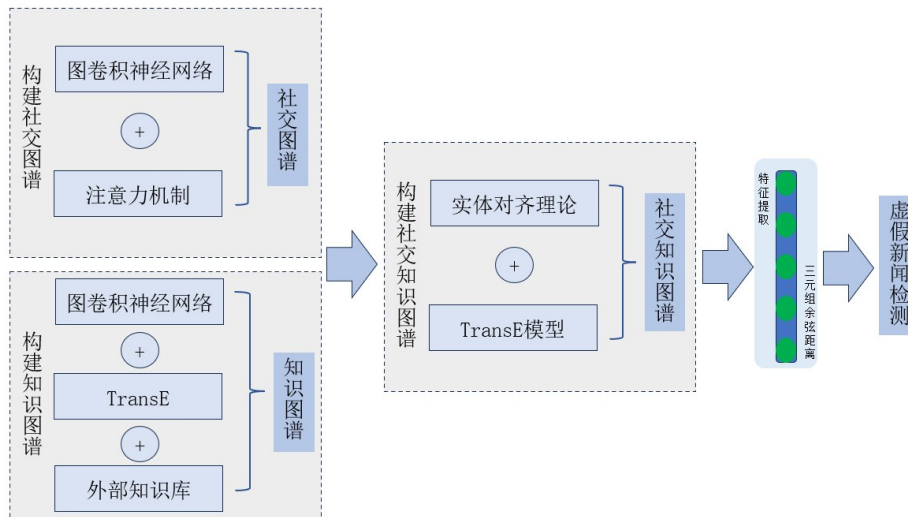 构建社交图谱
图卷积神经网络
+
注意力机制
社交图谱
构建知识图谱
图卷积神经网络
+
TransE
+
外部知识库
知识图谱
构建社交知识图谱
实体对齐理论
+
TransE模型
社交知识图谱
特征提取
三元组余弦距离
虚假新闻检测